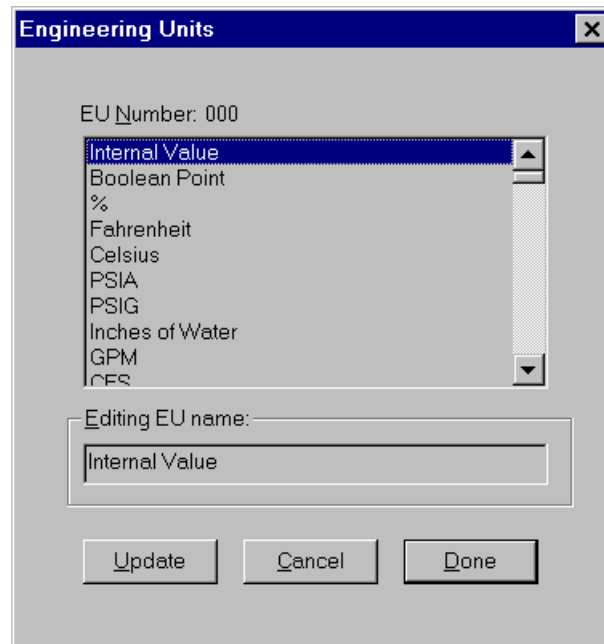 Engineering Units
EU Number: 000
Internal Value
Boolean Point
%
Fahrenheit
Celsius
PSIA
PSIG
Inches of Water
GPM
CFS
Editing EU name:
Internal Value
Update Cancel Done